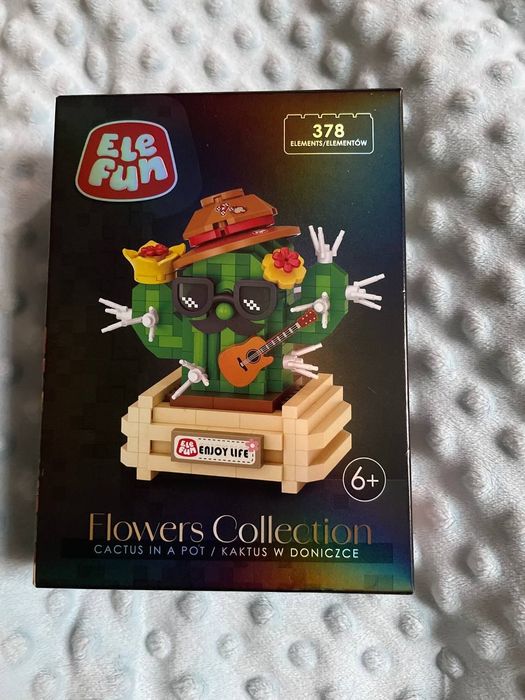 Ele
Fun
378
ELEMENTS/ELEMENTÓW
Ele
Fun
ENJOY LIFE
6+
Flowers Collection
CACTUS IN A POT / KAKTUS W DONICZCE